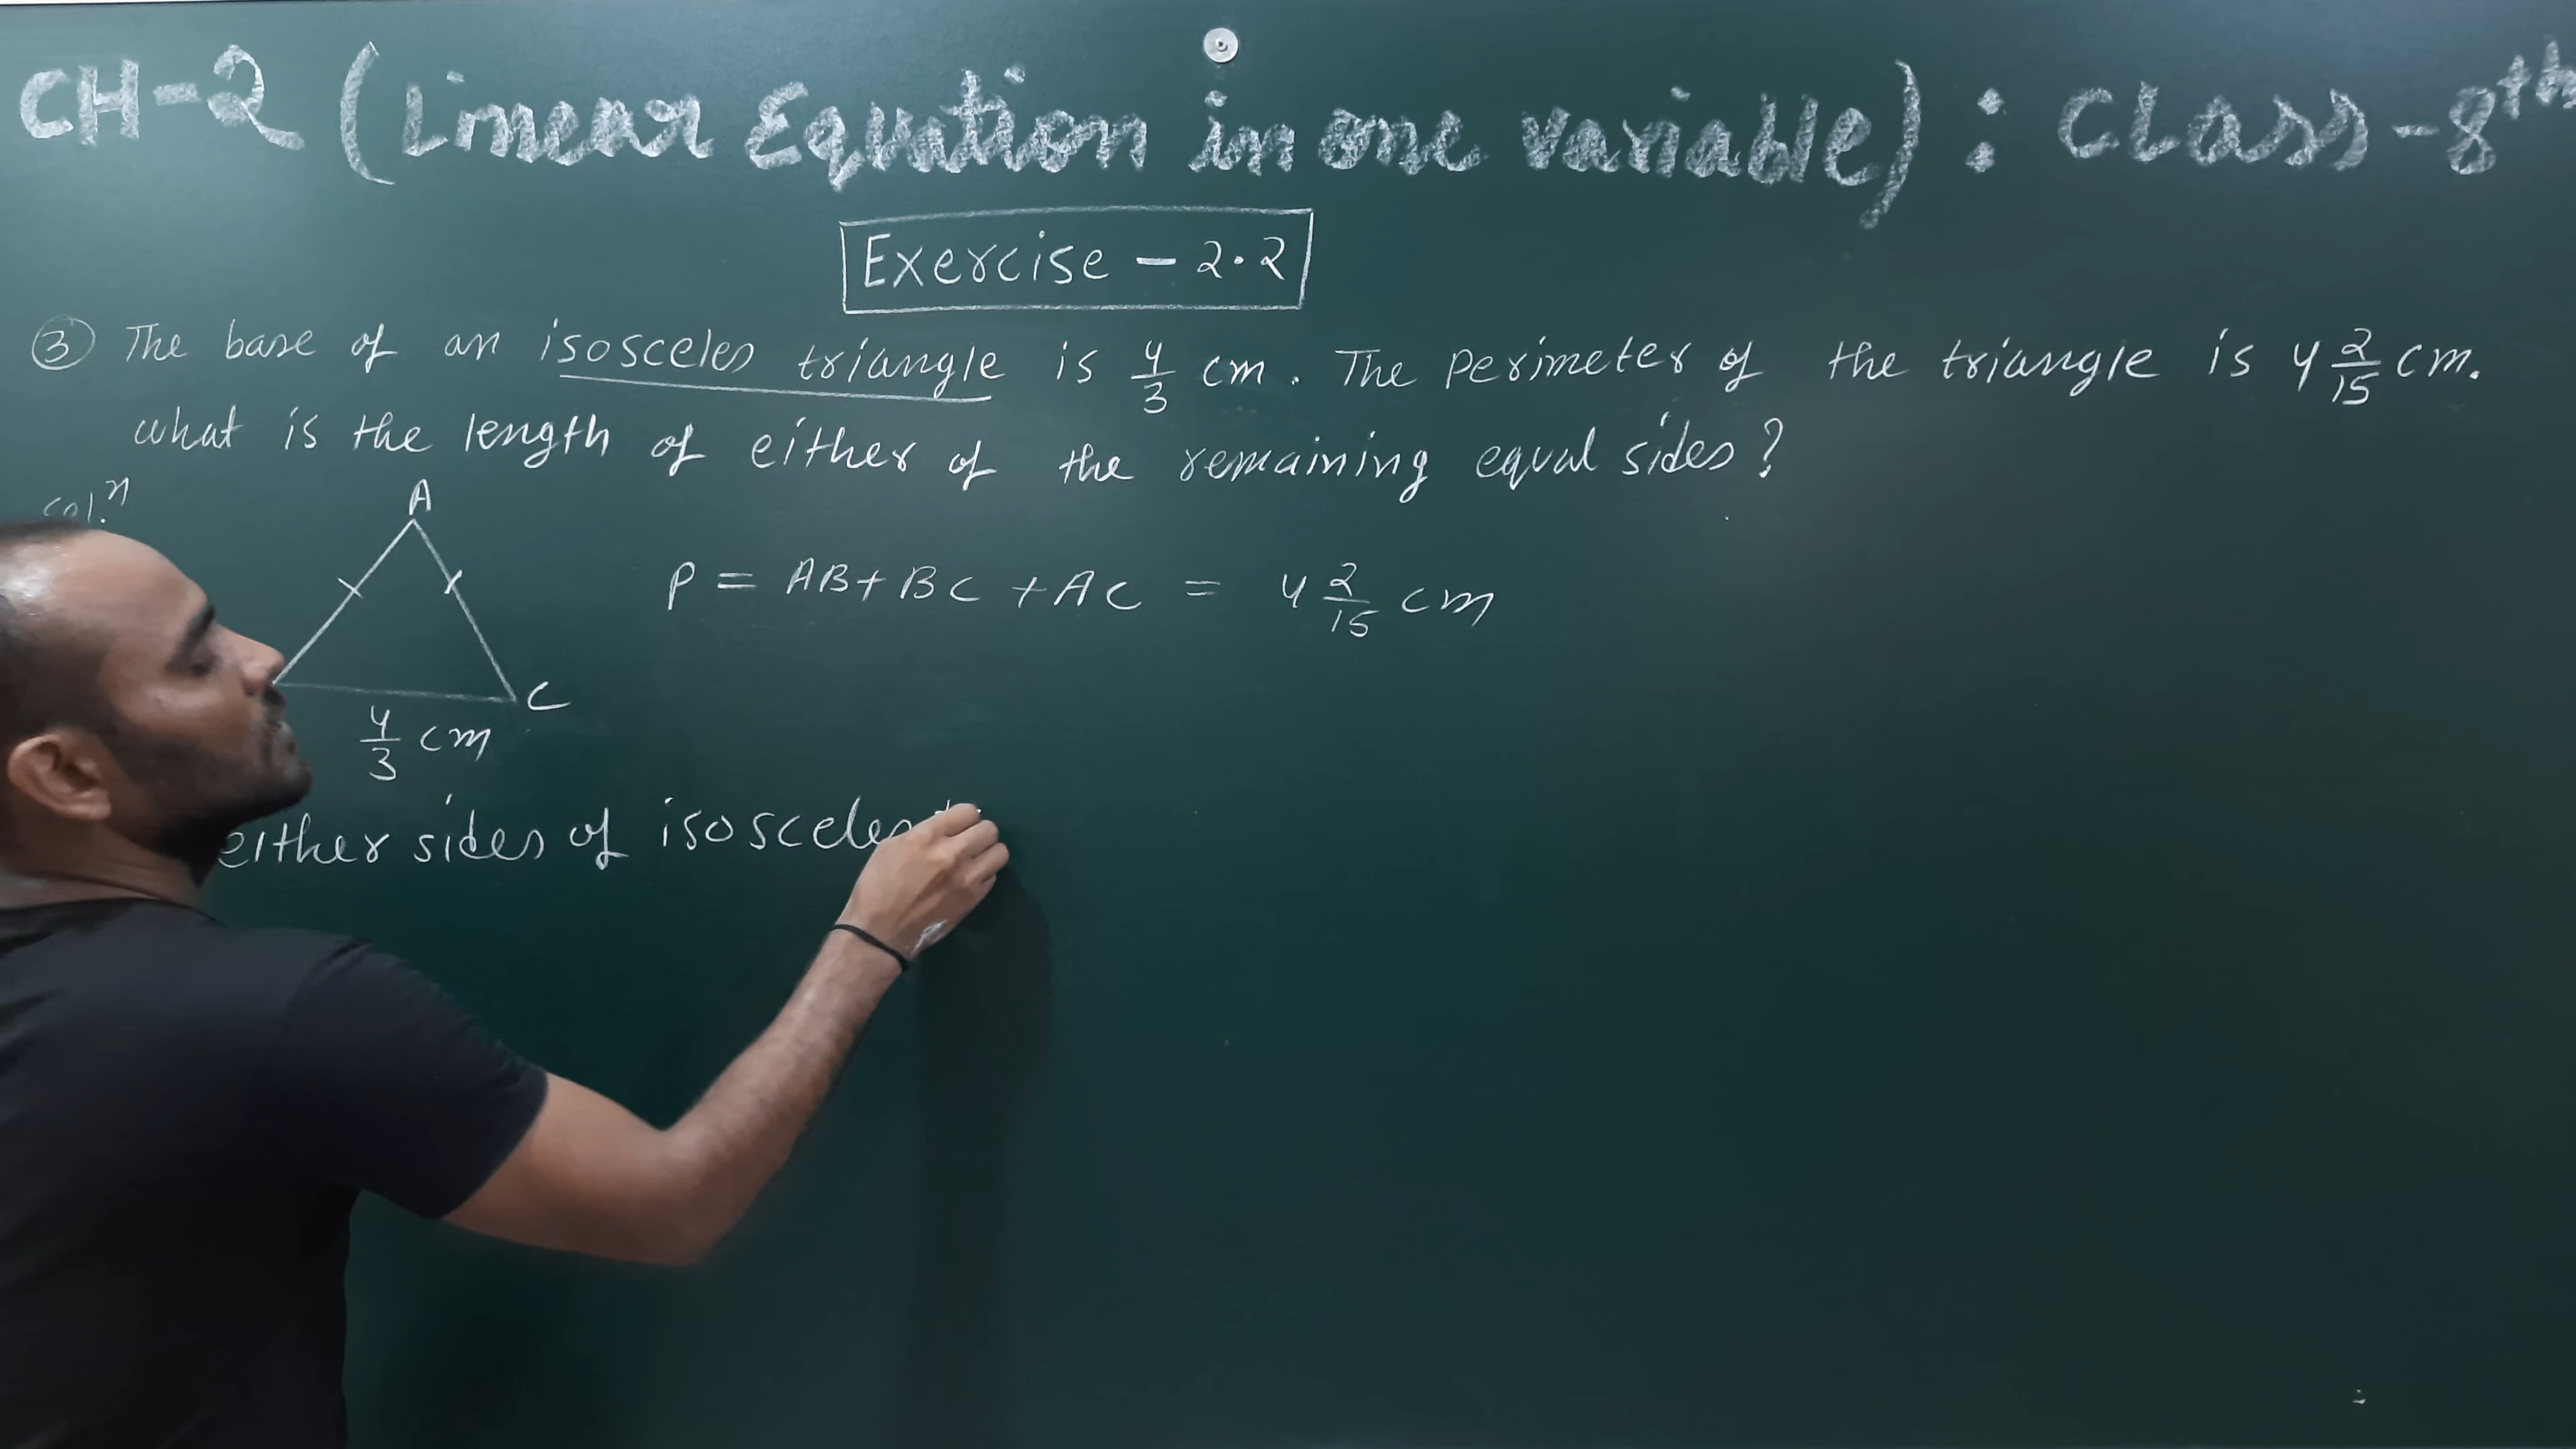 CH-2 (Linear Equation in one variable) : Class-8th
Exercise - 2.2
③ The base of an isosceles triangle is 4/3 cm. The perimeter of the triangle is 4 2/15 cm.
what is the length of either of the remaining equal sides?
sol.n
A
P = AB + BC + AC = 4 2/15 cm
C
4/3 cm
either sides of isosceles